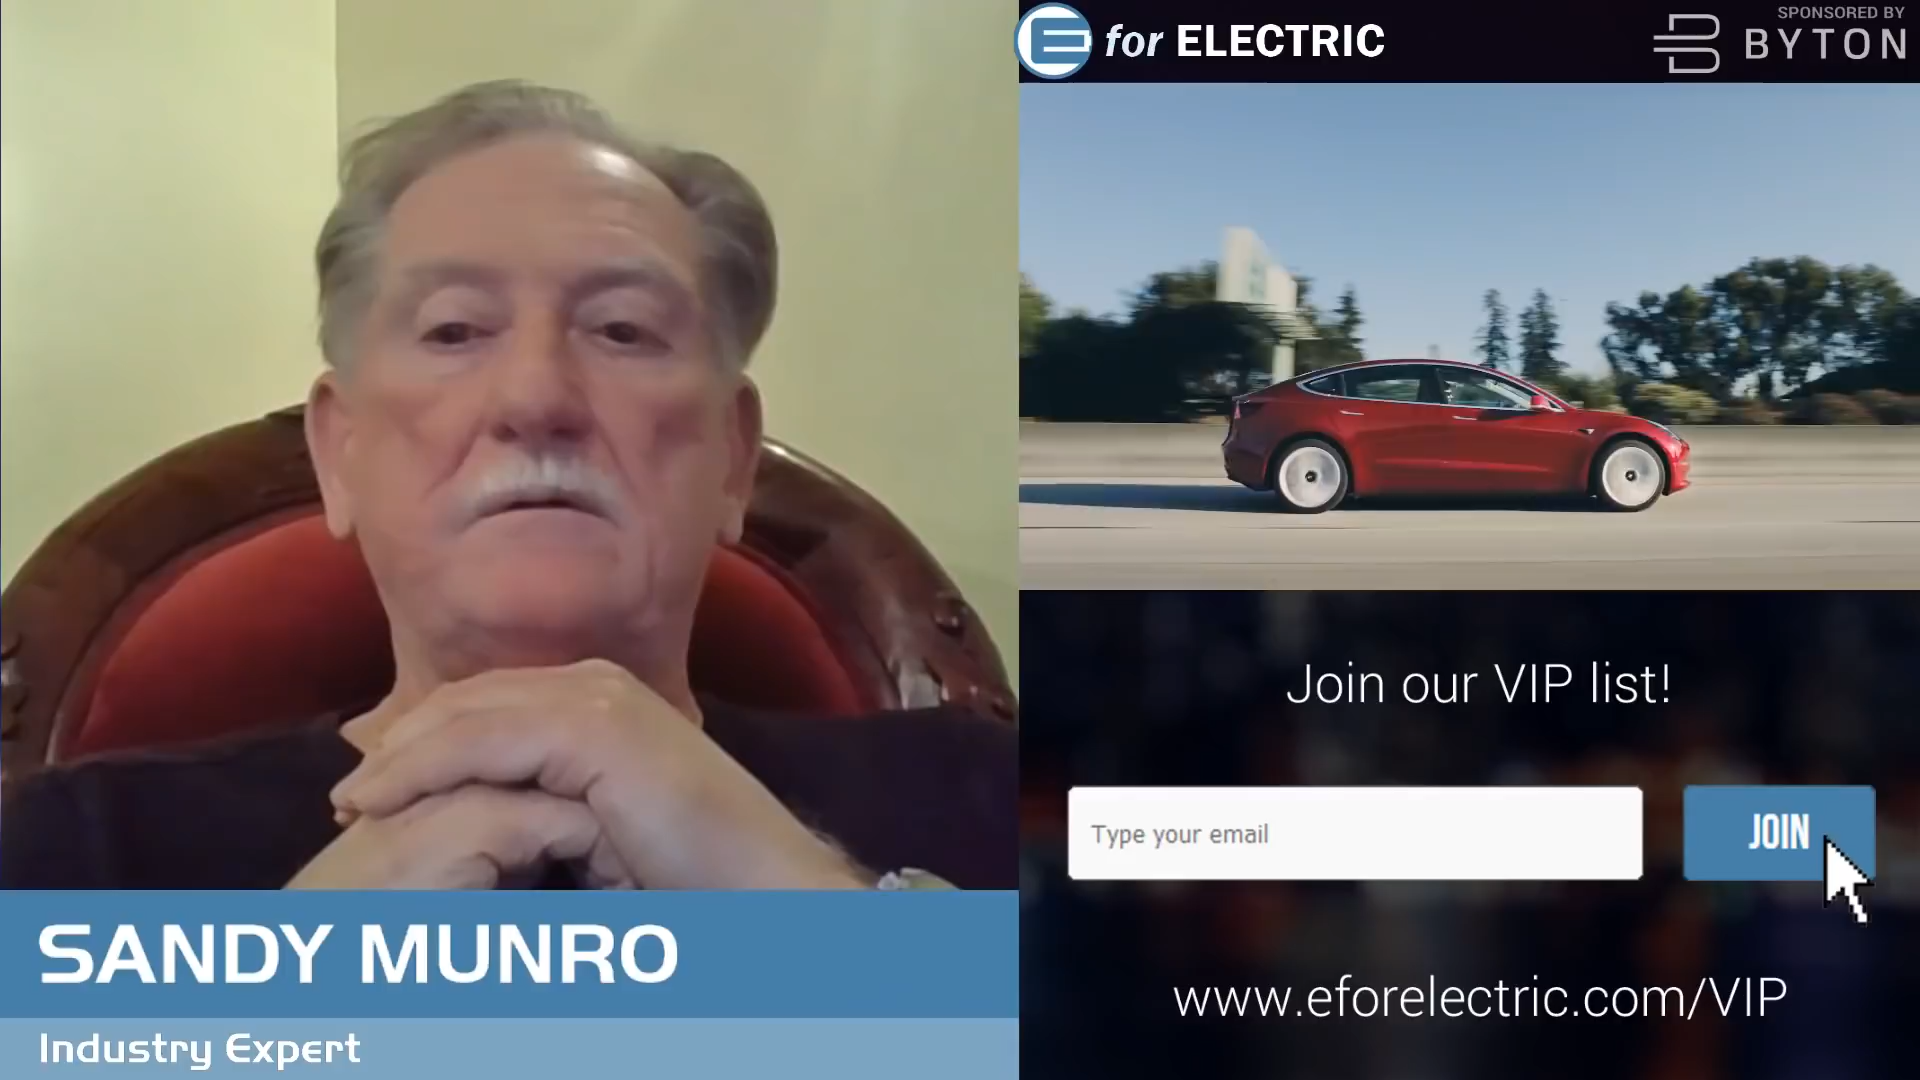 for ELECTRIC
SPONSORED BY
BYTON
Join our VIP list!
Type your email
JOIN
www.eforelectric.com/VIP
SANDY MUNRO
Industry Expert